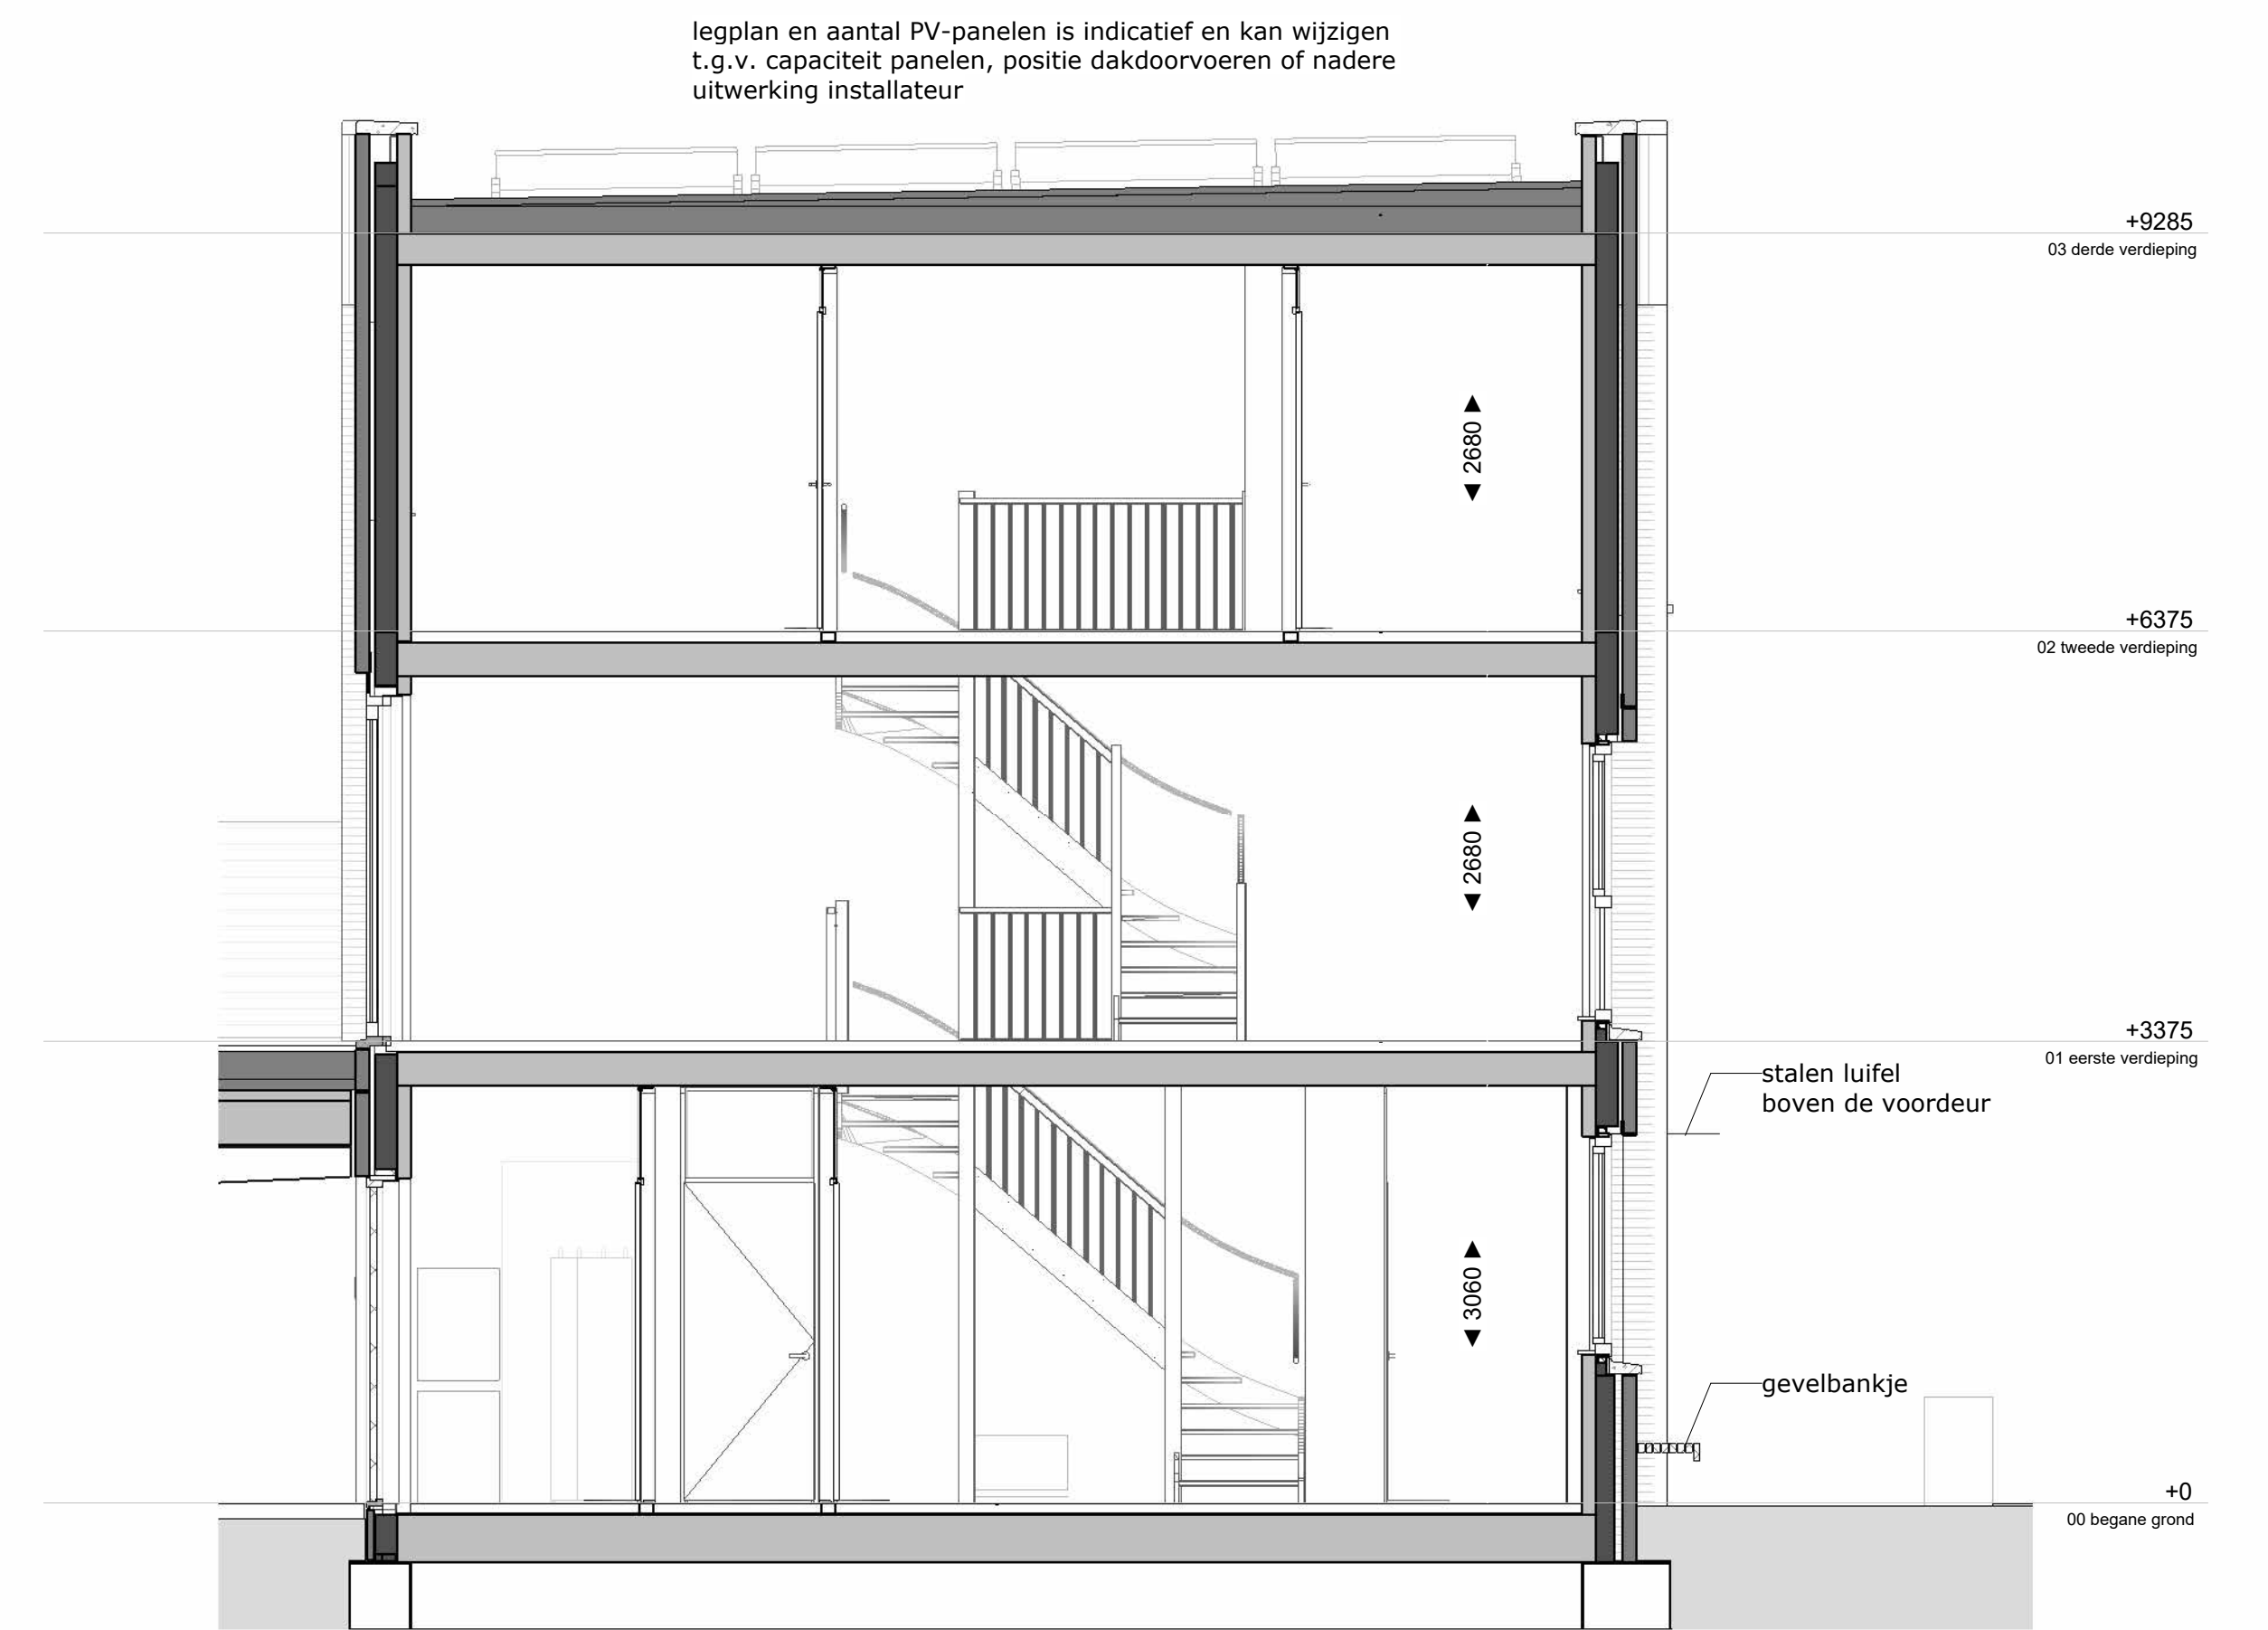 legplan en aantal PV-panelen is indicatief en kan wijzigen
t.g.v. capaciteit panelen, positie dakdoorvoeren of nadere
uitwerking installateur
+9285
03 derde verdieping
2680
+6375
02 tweede verdieping
2680
+3375
01 eerste verdieping
stalen luifel
boven de voordeur
3060
gevelbankje
+0
00 begane grond